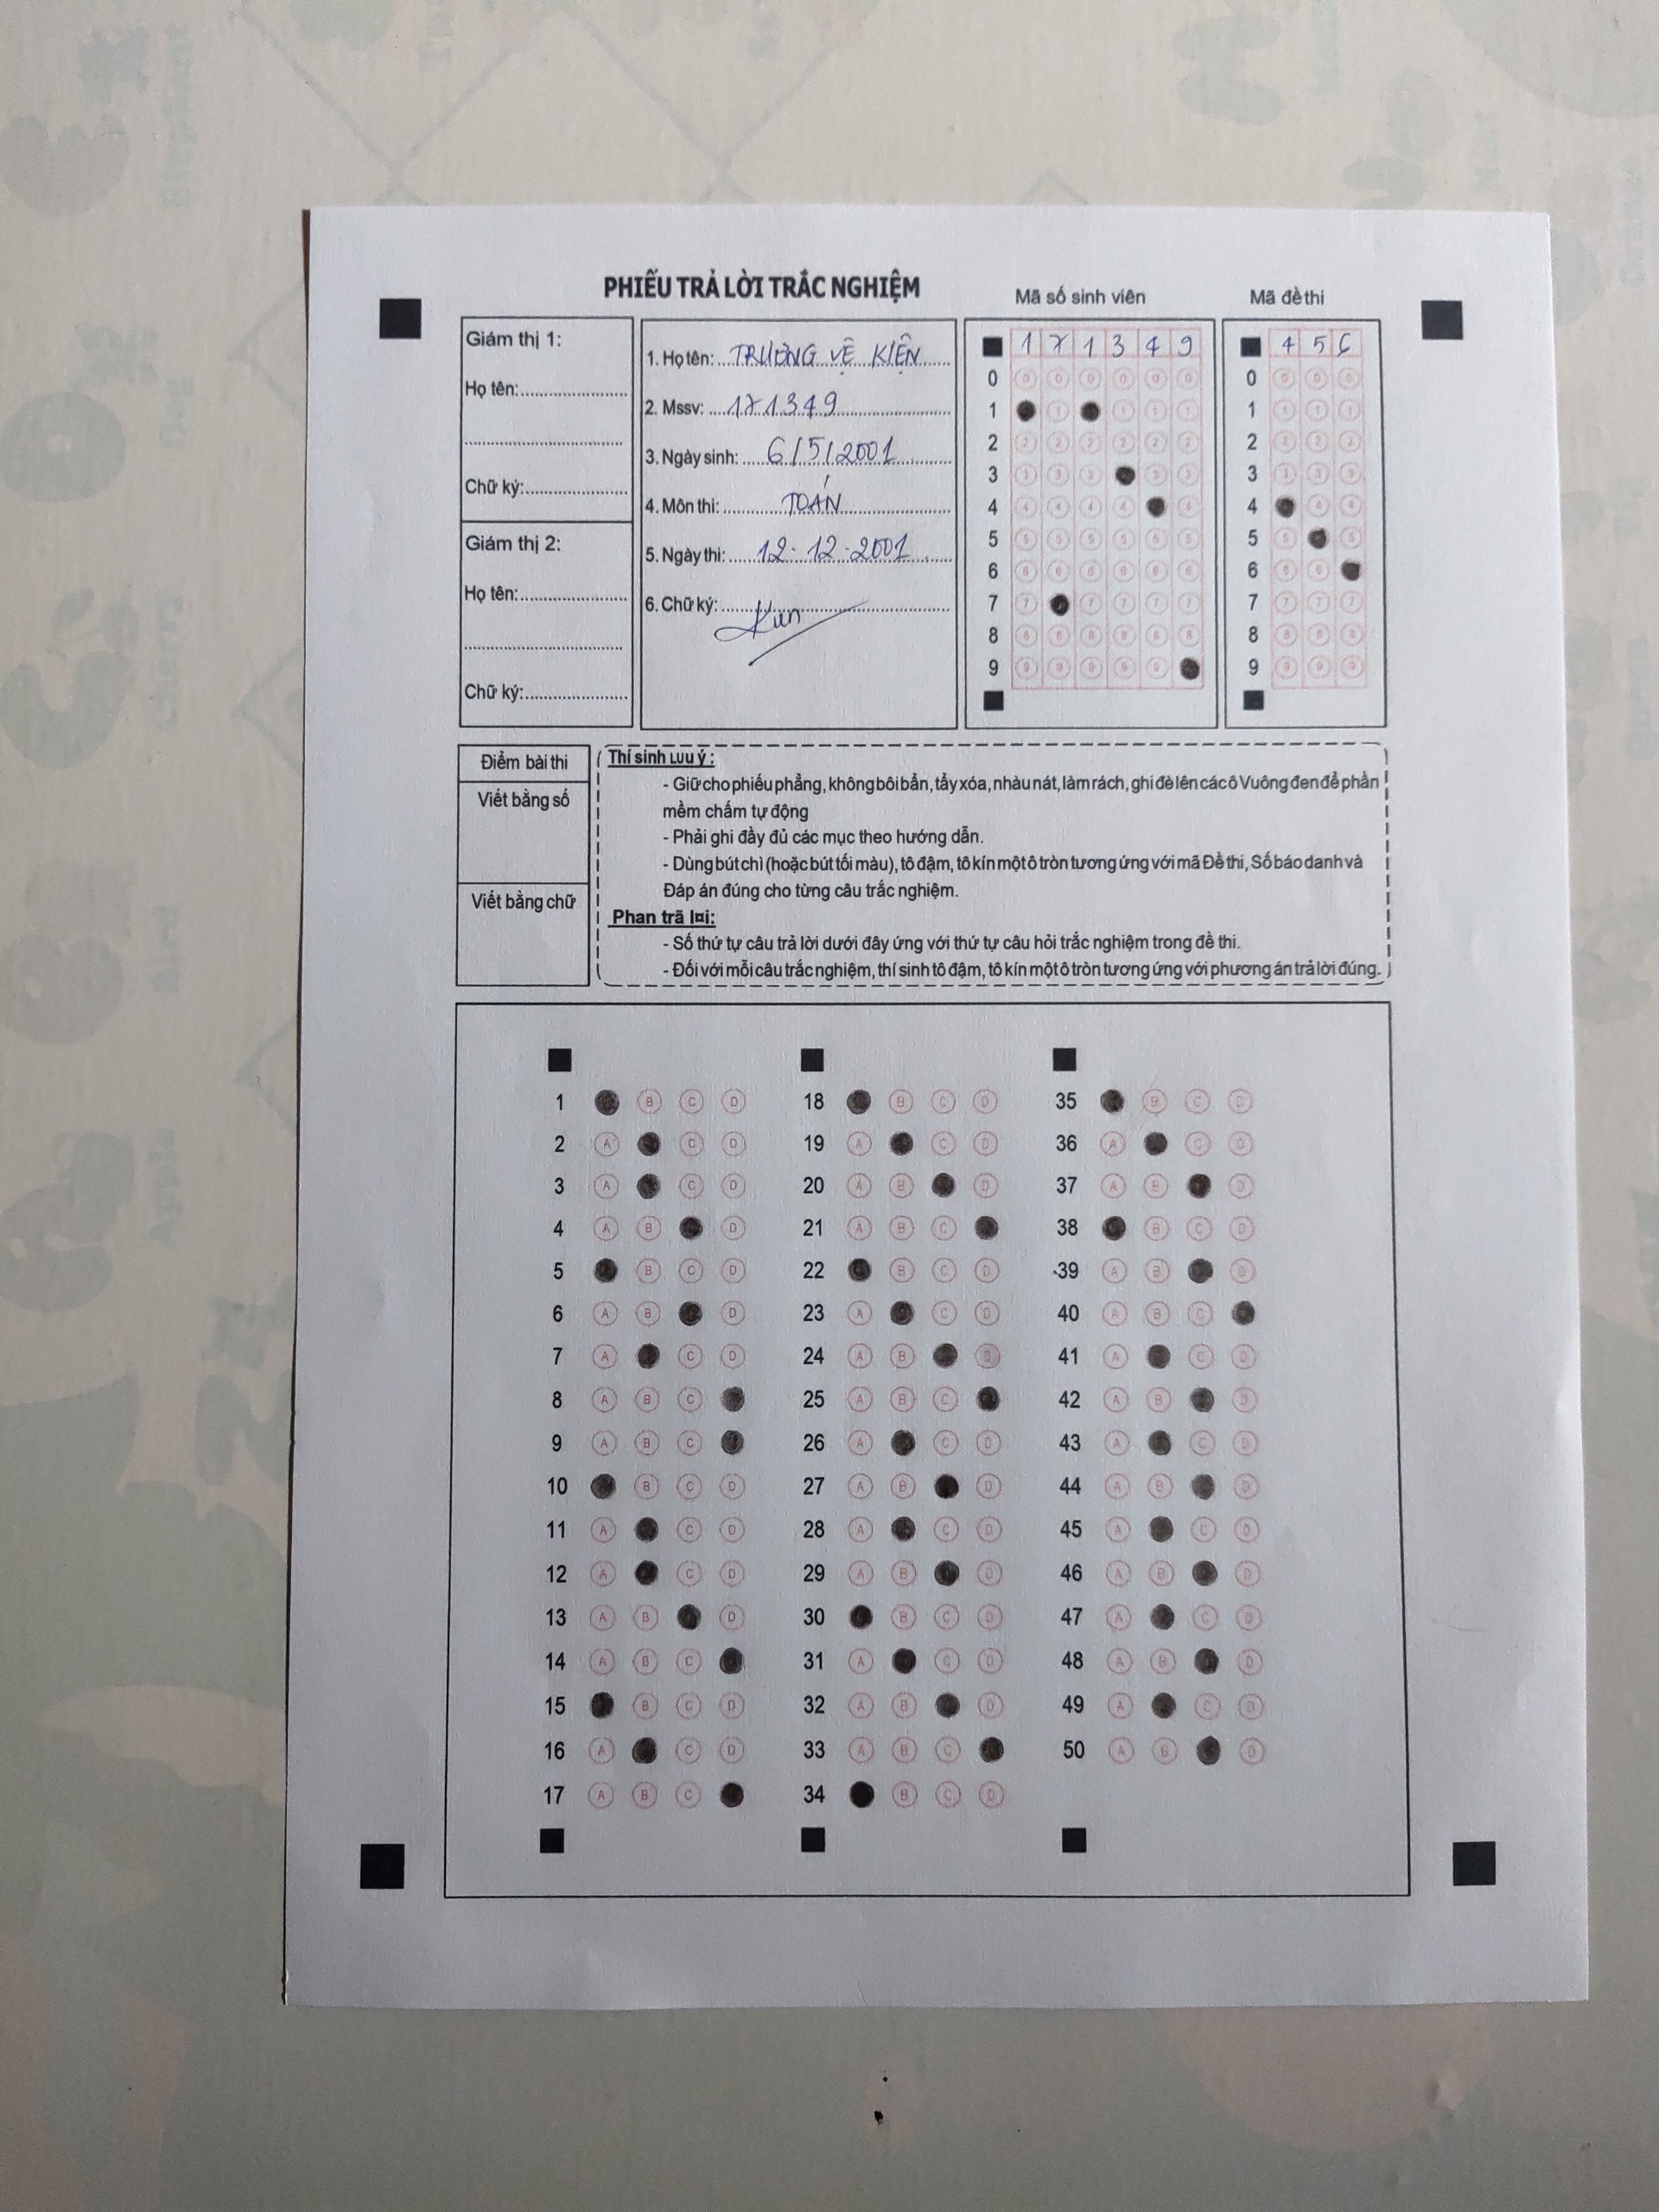 PHIẾU TRẢ LỜI TRẮC NGHIỆM
Mã số sinh viên
Mã đề thi
Giám thị 1:
Họ tên:
Chữ ký:
Giám thị 2:
Họ tên:
Chữ ký:
1. Họ tên: TRƯƠNG VỆ KIỆN
2. Mssv: 171349
3. Ngày sinh: 6/5/2001
4. Môn thi: TOÁN
5. Ngày thi: 12-12-2001
6. Chữ ký:
1 7 1 3 4 9
0 0 0 0 0 0 0
1 1 1 1 1
2 2 2 2 2 2 2
3 3 3 3 3 3
4 4 4 4 4 4
5 5 5 5 5 5 5
6 6 6 6 6 6 6
7 7 7 7 7 7
8 8 8 8 8 8 8
9 9 9 9 9 9
4 5 6
0 0 0 0
1 1 1 1
2 2 2 2
3 3 3 3
4 4 4
5 5 5
6 6 6
7 7 7 7
8 8 8 8
9 9 9 9
Điểm bài thi
Viết bằng số
Viết bằng chữ
Thí sinh LƯU ý :
- Giữ cho phiếu phẳng, không bôi bẩn, tẩy xóa, nhàu nát, làm rách, ghi đè lên các ô Vuông đen để phần
mềm chấm tự động
- Phải ghi đầy đủ các mục theo hướng dẫn.
- Dùng bút chì (hoặc bút tối màu), tô đậm, tô kín một ô tròn tương ứng với mã Đề thi, Số báo danh và
Đáp án đúng cho từng câu trắc nghiệm.
Phan trã l¤i:
- Số thứ tự câu trả lời dưới đây ứng với thứ tự câu hỏi trắc nghiệm trong đề thi.
- Đối với mỗi câu trắc nghiệm, thí sinh tô đậm, tô kín một ô tròn tương ứng với phương án trả lời đúng.
1 B C D
2 A C D
3 A C D
4 A B D
5 B C D
6 A B D
7 A C D
8 A B C
9 A B C
10 B C D
11 A C D
12 A C D
13 A B D
14 A B C
15 B C D
16 A C D
17 A B C
18 B C D
19 A C D
20 A B D
21 A B C
22 B C D
23 A C D
24 A B D
25 A B C
26 A C D
27 A B D
28 A C D
29 A B D
30 B C D
31 A C D
32 A B D
33 A B C
34 B C D
35 B C D
36 A C D
37 A B D
38 B C D
39 A B D
40 A B C
41 A C D
42 A B D
43 A C D
44 A B D
45 A C D
46 A B D
47 A C D
48 A B D
49 A C D
50 A B D